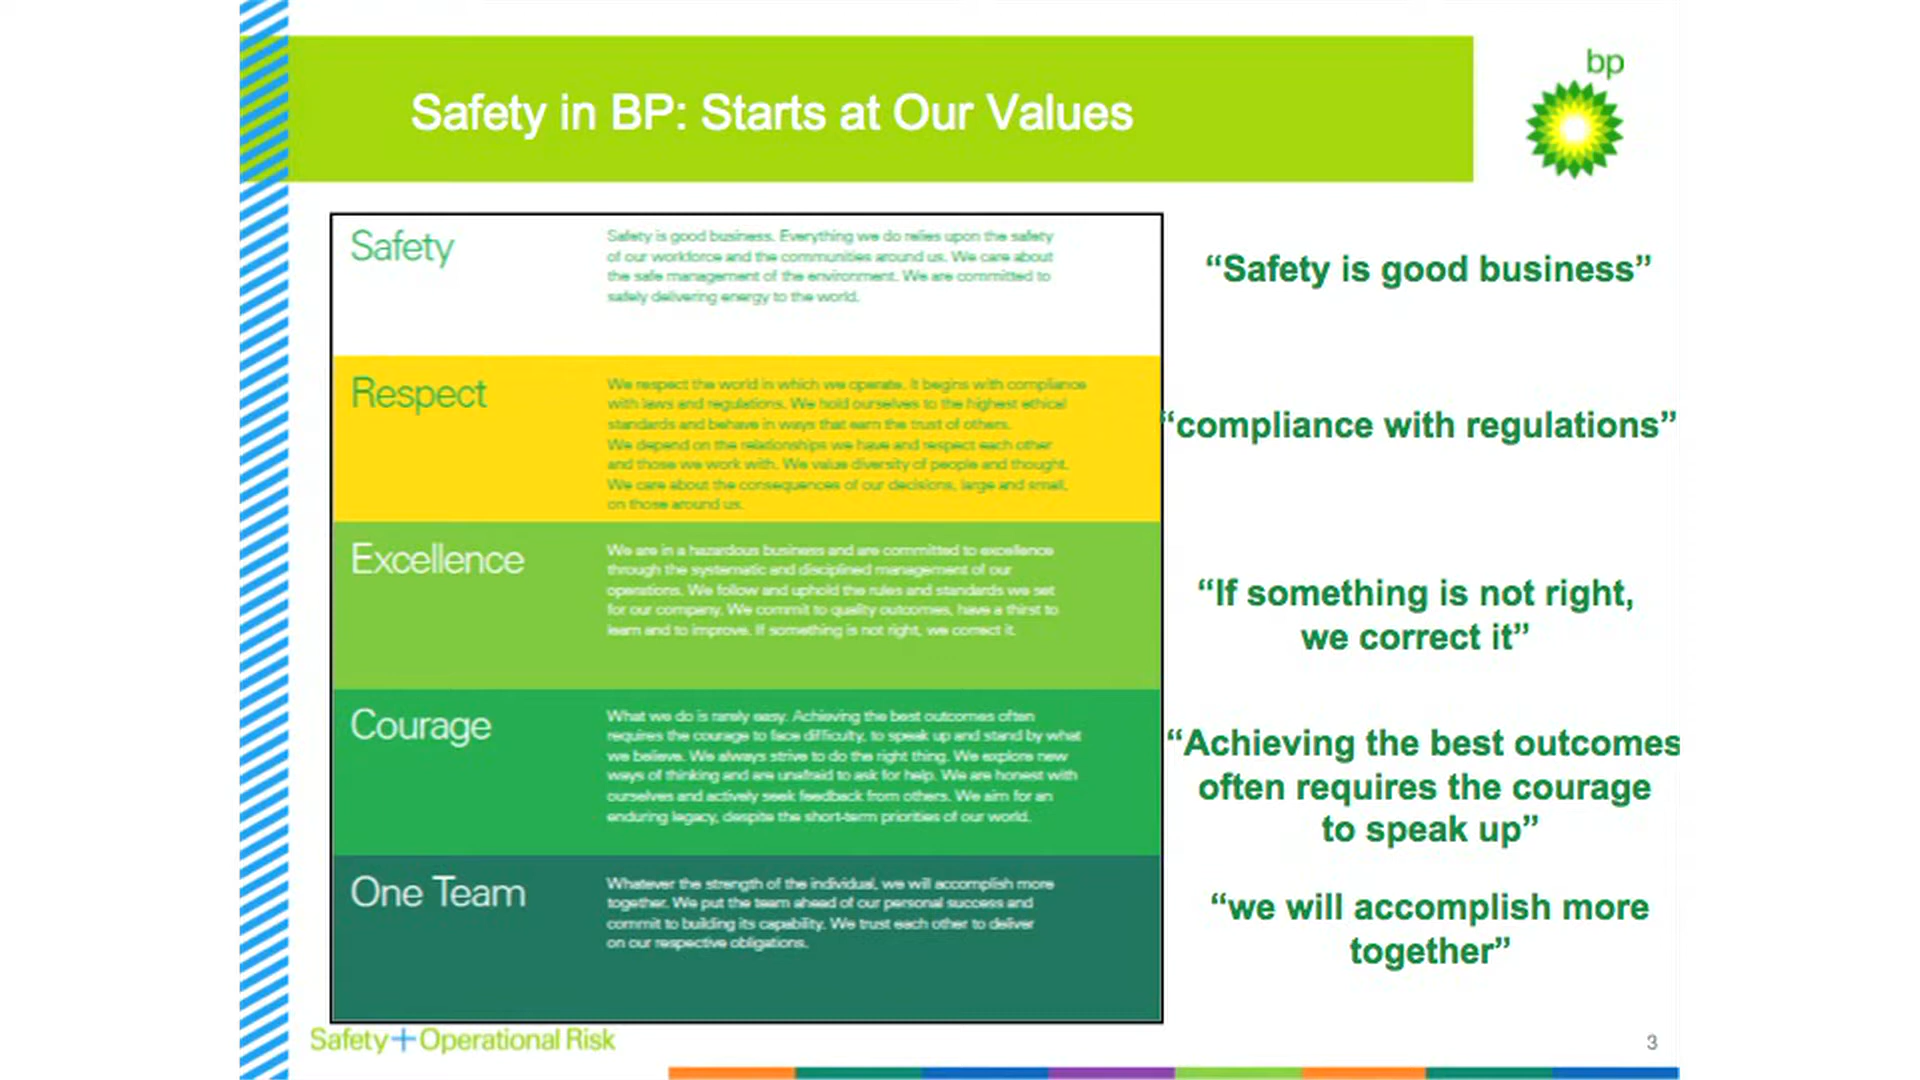 bp
Safety in BP: Starts at Our Values
Safety
Safety is good business. Everything we do relies upon the safety
of our workforce and the communities around us. We care about
the safe management of the environment. We are committed to
safely delivering energy to the world.
“Safety is good business”
Respect
We respect the world in which we operate. It begins with compliance
with laws and regulations. We hold ourselves to the highest ethical
standards and behave in ways that earn the trust of others.
We depend on the relationships we have and respect each other
and those we work with. We value diversity of people and thought.
We care about the consequences of our decisions, large and small,
on those around us.
“compliance with regulations”
Excellence
We are in a hazardous business and are committed to excellence
through the systematic and disciplined management of our
operations. We follow and uphold the rules and standards we set
for our company. We commit to quality outcomes, have a thirst to
learn and to improve. If something is not right, we correct it.
“If something is not right,
we correct it”
Courage
What we do is rarely easy. Achieving the best outcomes often
requires the courage to face difficulty, to speak up and stand by what
we believe. We always strive to do the right thing. We explore new
ways of thinking and are unafraid to ask for help. We are honest with
ourselves and actively seek feedback from others. We aim for an
enduring legacy, despite the short-term priorities of our world.
“Achieving the best outcomes
often requires the courage
to speak up”
One Team
Whatever the strength of the individual, we will accomplish more
together. We put the team ahead of our personal success and
commit to building its capability. We trust each other to deliver
on our respective obligations.
“we will accomplish more
together”
Safety+Operational Risk
3